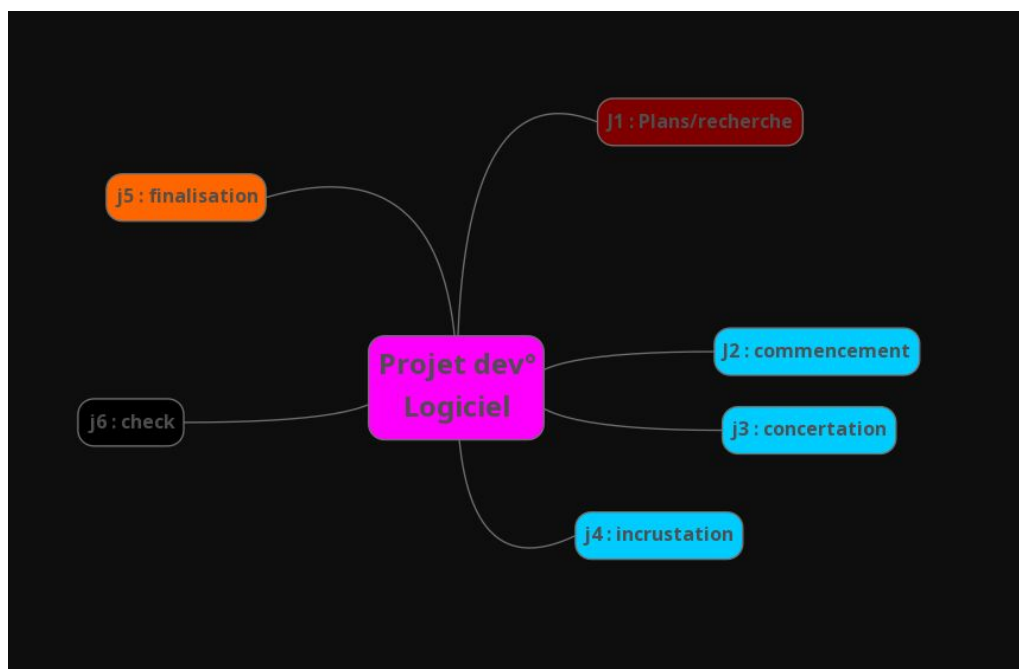 J1 : Plans/recherche
j5 : finalisation
Projet dev°
Logiciel
J2 : commencement
j6 : check
j3 : concertation
j4 : incrustation